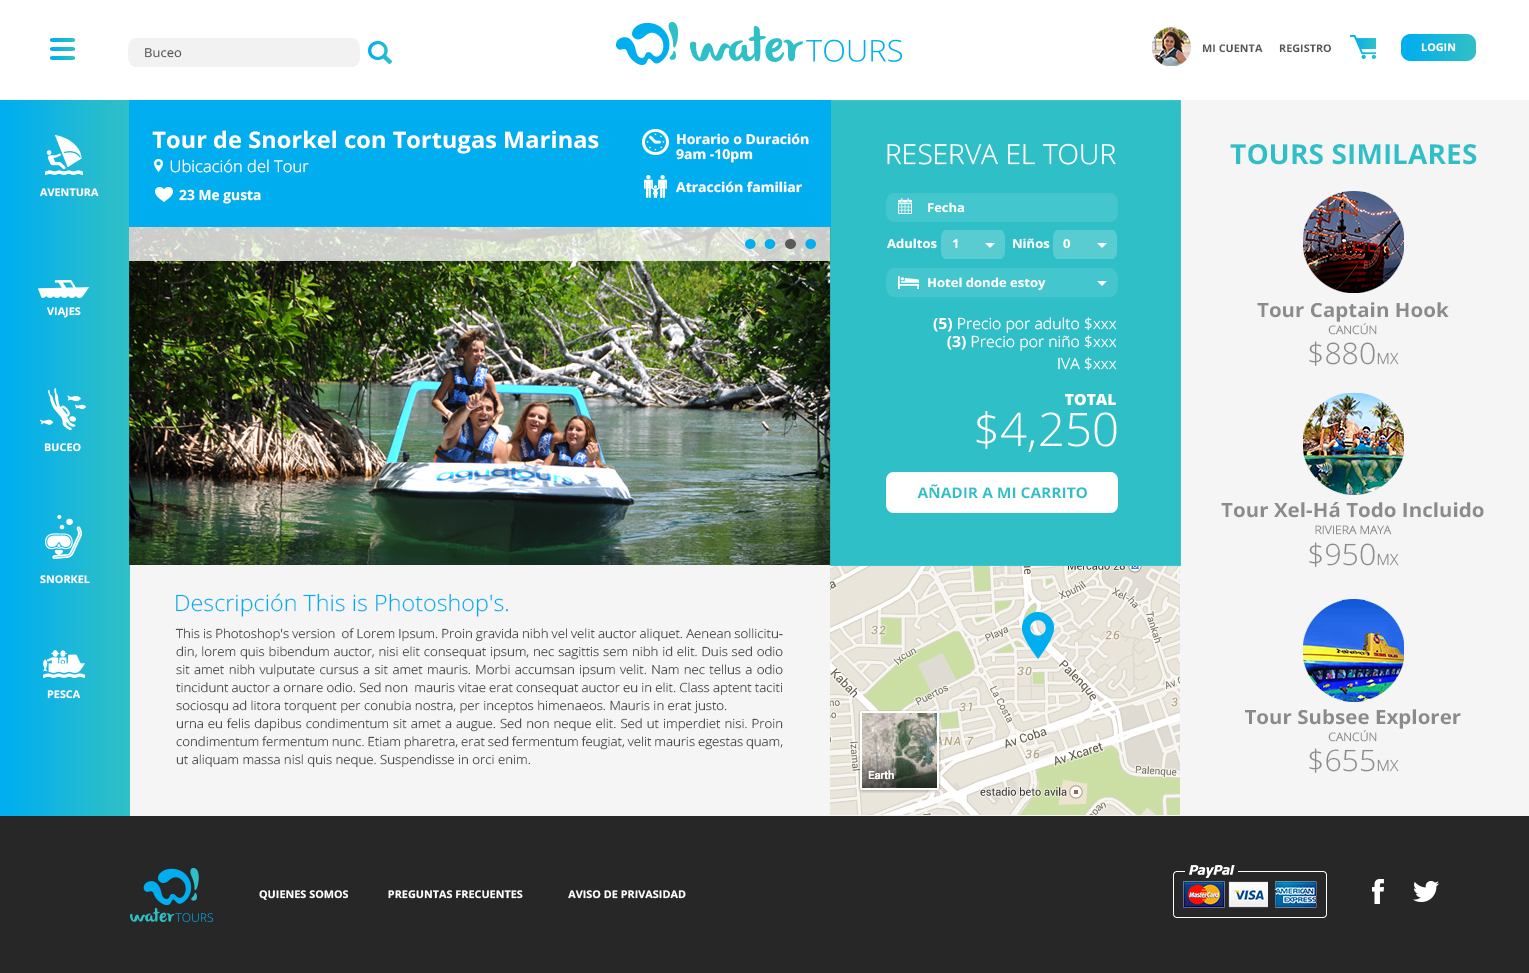 Buceo
water TOURS
MI CUENTA
REGISTRO
LOGIN
AVENTURA
VIAJES
BUCEO
SNORKEL
PESCA
Tour de Snorkel con Tortugas Marinas
Ubicación del Tour
23 Me gusta
Horario o Duración
9am -10pm
Atracción familiar
aquatours
Descripción This is Photoshop's.
This is Photoshop's version of Lorem Ipsum. Proin gravida nibh vel velit auctor aliquet. Aenean sollicitu-
din, lorem quis bibendum auctor, nisi elit consequat ipsum, nec sagittis sem nibh id elit. Duis sed odio
sit amet nibh vulputate cursus a sit amet mauris. Morbi accumsan ipsum velit. Nam nec tellus a odio
tincidunt auctor a ornare odio. Sed non mauris vitae erat consequat auctor eu in elit. Class aptent taciti
sociosqu ad litora torquent per conubia nostra, per inceptos himenaeos. Mauris in erat justo.
urna eu felis dapibus condimentum sit amet a augue. Sed non neque elit. Sed ut imperdiet nisi. Proin
condimentum fermentum nunc. Etiam pharetra, erat sed fermentum feugiat, velit mauris egestas quam,
ut aliquam massa nisl quis neque. Suspendisse in orci enim.
RESERVA EL TOUR
Fecha
Adultos 1 Niños 0
Hotel donde estoy
(5) Precio por adulto $xxx
(3) Precio por niño $xxx
IVA $xxx
TOTAL
$4,250
AÑADIR A MI CARRITO
Mercado 28
Xpuhil
Xel-ha
Tankah
32
Playa
26
Ixcun
Palenque
Kabah
Puertos
30
31
La Costa
Av
Izamal
ANA 7
Av Coba
36
Av Xcaret
Earth
Palenque
estadio beto avila
TOURS SIMILARES
Tour Captain Hook
CANCÚN
$880MX
Tour Xel-Há Todo Incluido
RIVIERA MAYA
$950MX
Tour Subsee Explorer
CANCÚN
$655MX
water TOURS
QUIENES SOMOS
PREGUNTAS FRECUENTES
AVISO DE PRIVASIDAD
PayPal
MasterCard
VISA
AMERICAN EXPRESS